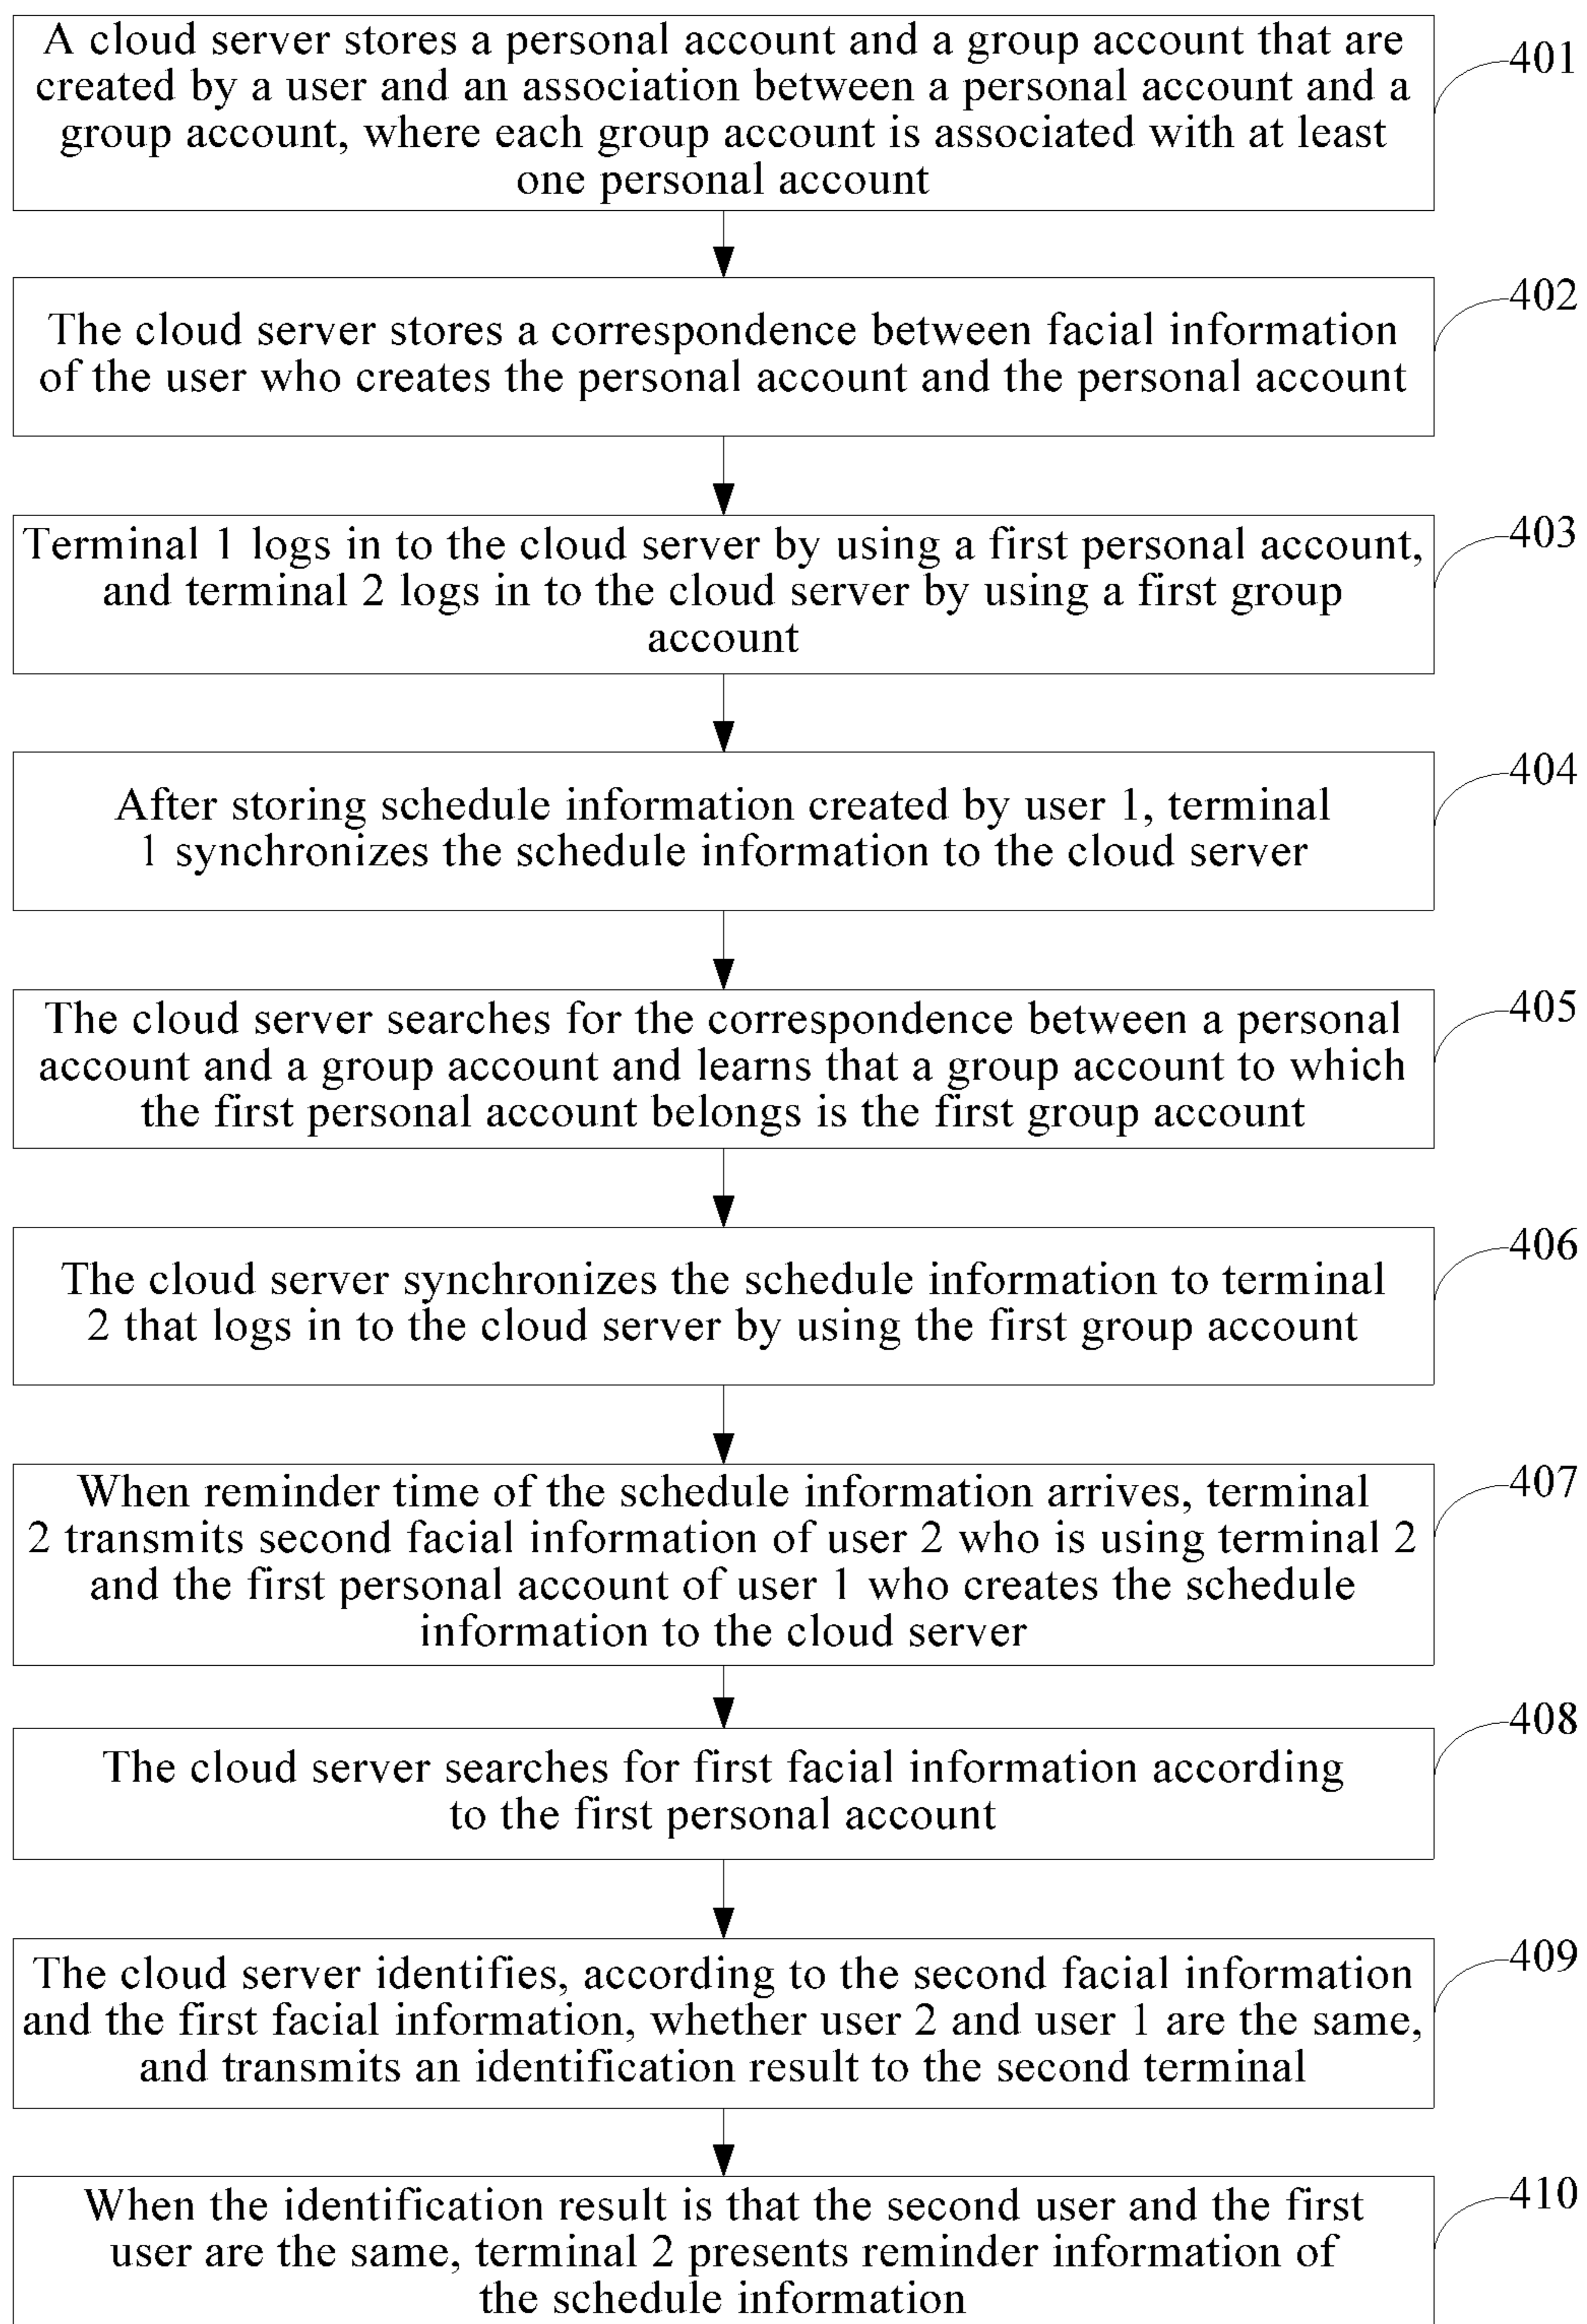 A cloud server stores a personal account and a group account that are
created by a user and an association between a personal account and a
group account, where each group account is associated with at least
one personal account
401
The cloud server stores a correspondence between facial information
of the user who creates the personal account and the personal account
402
Terminal 1 logs in to the cloud server by using a first personal account,
and terminal 2 logs in to the cloud server by using a first group
account
403
After storing schedule information created by user 1, terminal
1 synchronizes the schedule information to the cloud server
404
The cloud server searches for the correspondence between a personal
account and a group account and learns that a group account to which
the first personal account belongs is the first group account
405
The cloud server synchronizes the schedule information to terminal
2 that logs in to the cloud server by using the first group account
406
When reminder time of the schedule information arrives, terminal
2 transmits second facial information of user 2 who is using terminal 2
and the first personal account of user 1 who creates the schedule
information to the cloud server
407
The cloud server searches for first facial information according
to the first personal account
408
The cloud server identifies, according to the second facial information
and the first facial information, whether user 2 and user 1 are the same,
and transmits an identification result to the second terminal
409
When the identification result is that the second user and the first
user are the same, terminal 2 presents reminder information of
the schedule information
410